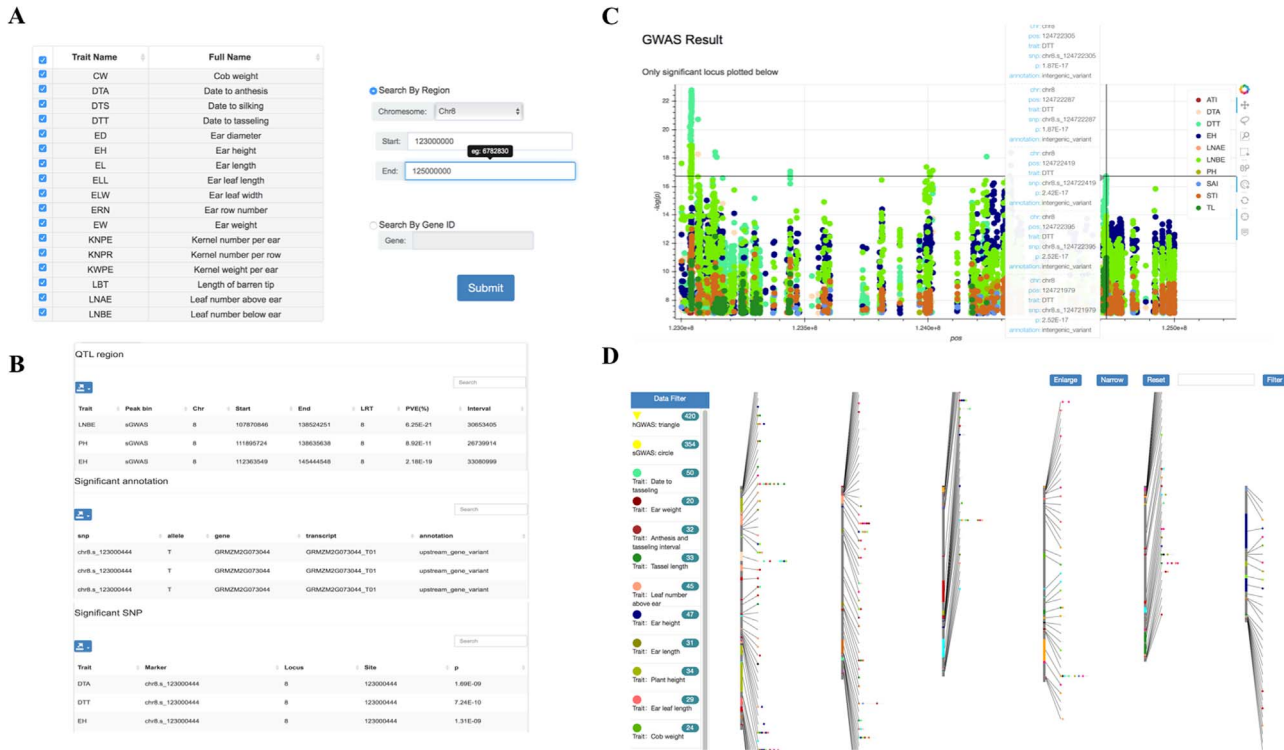 A
Trait Name Full Name
CW Cob weight
DTA Date to anthesis
DTS Date to silking
DTT Date to tasseling
ED Ear diameter
EH Ear height
EL Ear length
ELL Ear leaf length
ELW Ear leaf width
ERN Ear row number
EW Ear weight
KNPE Kernel number per ear
KNPR Kernel number per row
KWPE Kernel weight per ear
LBT Length of barren tip
LNAE Leaf number above ear
LNBE Leaf number below ear
Search By Region
Chromesome: Chr8
Start: 123000000
eg: 6782830
End: 125000000
Search By Gene ID
Gene:
Submit
B
QTL region
Search
Trait Peak bin Chr Start End LRT PVE(%) Interval
LNBE sGWAS 8 107870846 138524251 8 6.25E-21 30653405
PH sGWAS 8 111895724 138635638 8 8.92E-11 26739914
EH sGWAS 8 112363549 145444548 8 2.18E-19 33080999
Significant annotation
Search
snp allele gene transcript annotation
chr8.s_123000444 T GRMZM2G073044 GRMZM2G073044_T01 upstream_gene_variant
chr8.s_123000444 T GRMZM2G073044 GRMZM2G073044_T01 upstream_gene_variant
chr8.s_123000444 T GRMZM2G073044 GRMZM2G073044_T01 upstream_gene_variant
Significant SNP
Search
Trait Marker Locus Site p
DTA chr8.s_123000444 8 123000444 1.69E-09
DTT chr8.s_123000444 8 123000444 7.24E-10
EH chr8.s_123000444 8 123000444 1.31E-09
C
GWAS Result
Only significant locus plotted below
chr: chr8
pos: 124722305
trait: DTT
snp: chr8.s_124722305
p: 1.87E-17
annotation: intergenic_variant
chr: chr8
pos: 124722287
trait: DTT
snp: chr8.s_124722287
p: 1.87E-17
annotation: intergenic_variant
chr: chr8
pos: 124722419
trait: DTT
snp: chr8.s_124722419
p: 2.42E-17
annotation: intergenic_variant
chr: chr8
pos: 124722395
trait: DTT
snp: chr8.s_124722395
p: 2.52E-17
annotation: intergenic_variant
chr: chr8
pos: 124721979
trait: DTT
snp: chr8.s_124721979
p: 2.52E-17
annotation: intergenic_variant
ATI
DTA
DTT
EH
LNAE
LNBE
PH
SAI
STI
TL
-log(p)
22
20
18
16
14
12
10
8
1.230e+8 1.235e+8 1.240e+8 1.250e+8
pos
D
Enlarge Narrow Reset Filter
Data Filter
420
hGWAS: triangle
354
sGWAS: circle
50
Trait: Date to
tasseling
20
Trait: Ear weight
32
Trait: Anthesis and
tasseling interval
33
Trait: Tassel length
45
Trait: Leaf number
above ear
47
Trait: Ear height
31
Trait: Ear length
34
Trait: Plant height
29
Trait: Ear leaf length
24
Trait: Cob weight